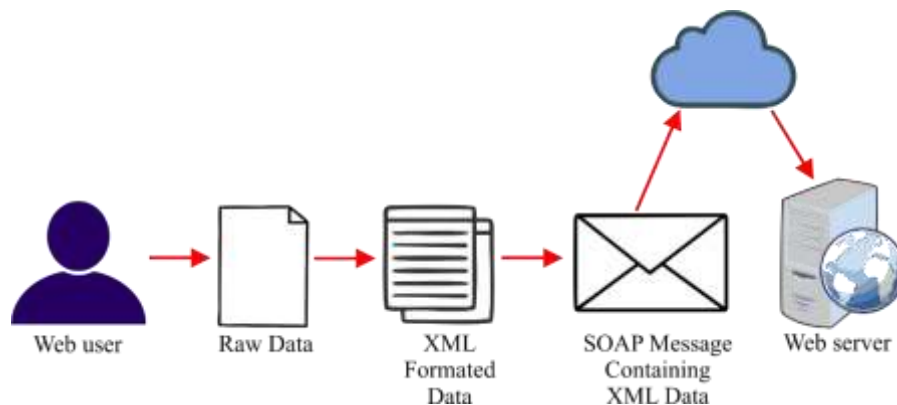 Web user
Raw Data
XML
Formated
Data
SOAP Message
Containing
XML Data
Web server